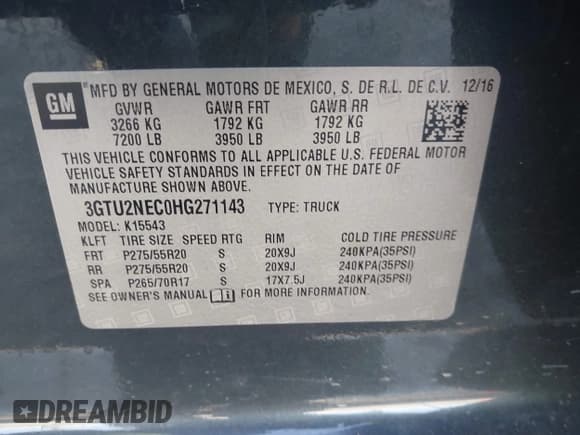 GM
MFD BY GENERAL MOTORS DE MEXICO, S. DE R.L. DE C.V. 12/16
GVWR GAWR FRT GAWR RR
3266 KG 1792 KG 1792 KG
7200 LB 3950 LB 3950 LB
THIS VEHICLE CONFORMS TO ALL APPLICABLE U.S. FEDERAL MOTOR
VEHICLE SAFETY STANDARDS IN EFFECT ON THE DATE OF
MANUFACTURE SHOWN ABOVE.
3GTU2NEC0HG271143 TYPE: TRUCK
MODEL: K15543
KLFT TIRE SIZE SPEED RTG RIM COLD TIRE PRESSURE
FRT P275/55R20 S 20X9J 240KPA(35PSI)
RR P275/55R20 S 20X9J 240KPA(35PSI)
SPA P265/70R17 S 17X7.5J 240KPA(35PSI)
SEE OWNER'S MANUAL FOR MORE INFORMATION.
DREAMBID